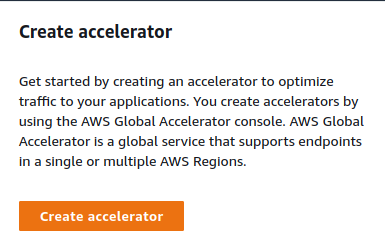 Create accelerator
Get started by creating an accelerator to optimize
traffic to your applications. You create accelerators by
using the AWS Global Accelerator console. AWS Global
Accelerator is a global service that supports endpoints
in a single or multiple AWS Regions.
Create accelerator